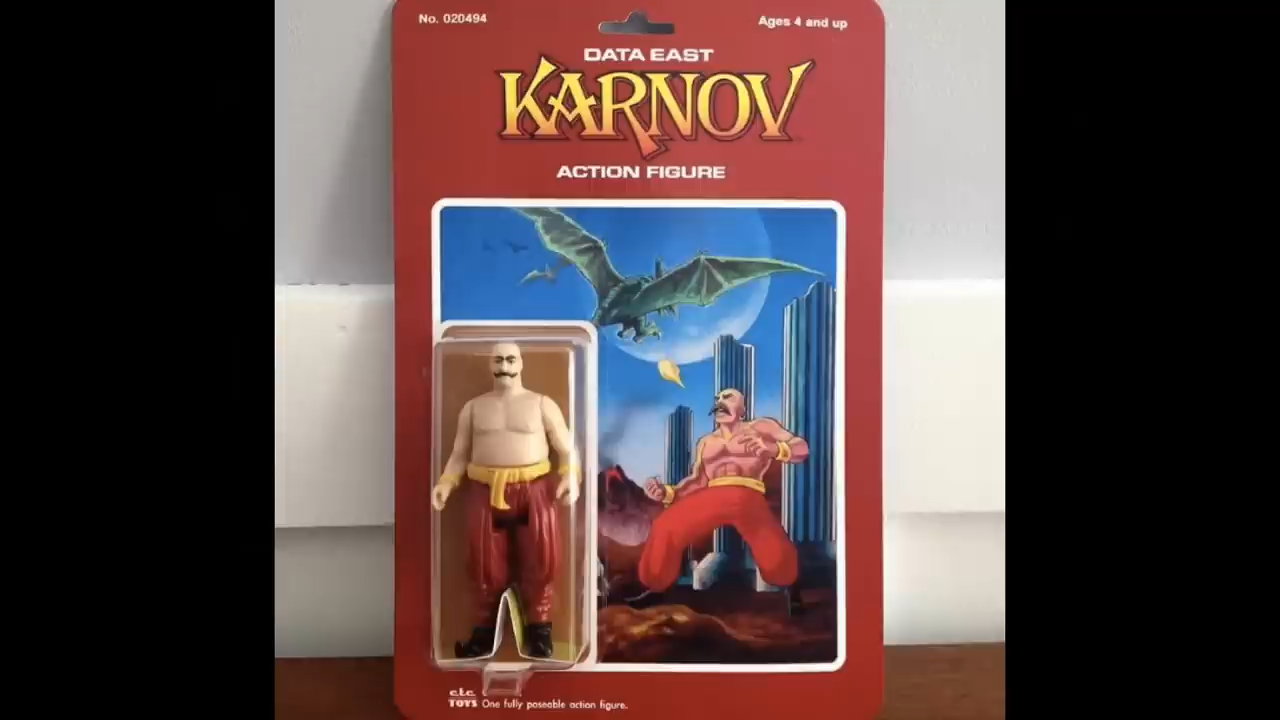 No. 020494
Ages 4 and up
DATA EAST
KARNOV
ACTION FIGURE
c.t.c.
TOYS One fully poseable action figure.